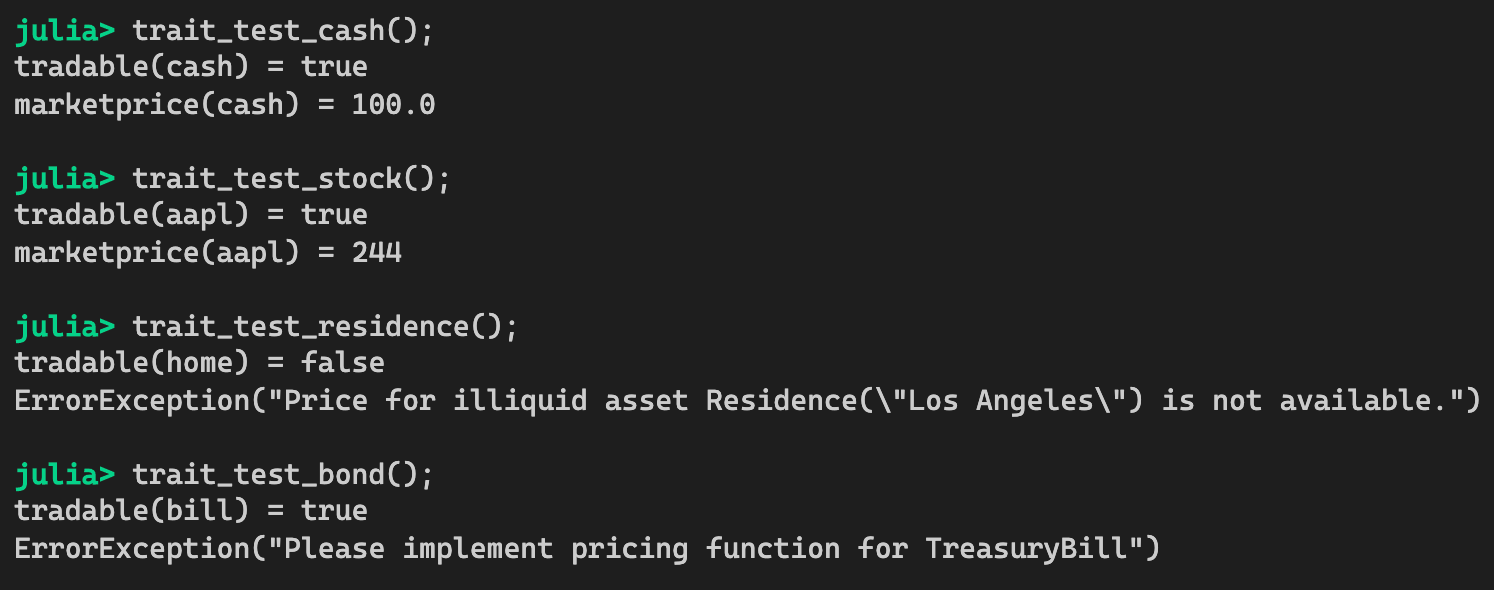 julia> trait_test_cash();
tradable(cash) = true
marketprice(cash) = 100.0
julia> trait_test_stock();
tradable(aapl) = true
marketprice(aapl) = 244
julia> trait_test_residence();
tradable(home) = false
ErrorException("Price for illiquid asset Residence(\"Los Angeles\") is not available.")
julia> trait_test_bond();
tradable(bill) = true
ErrorException("Please implement pricing function for TreasuryBill")